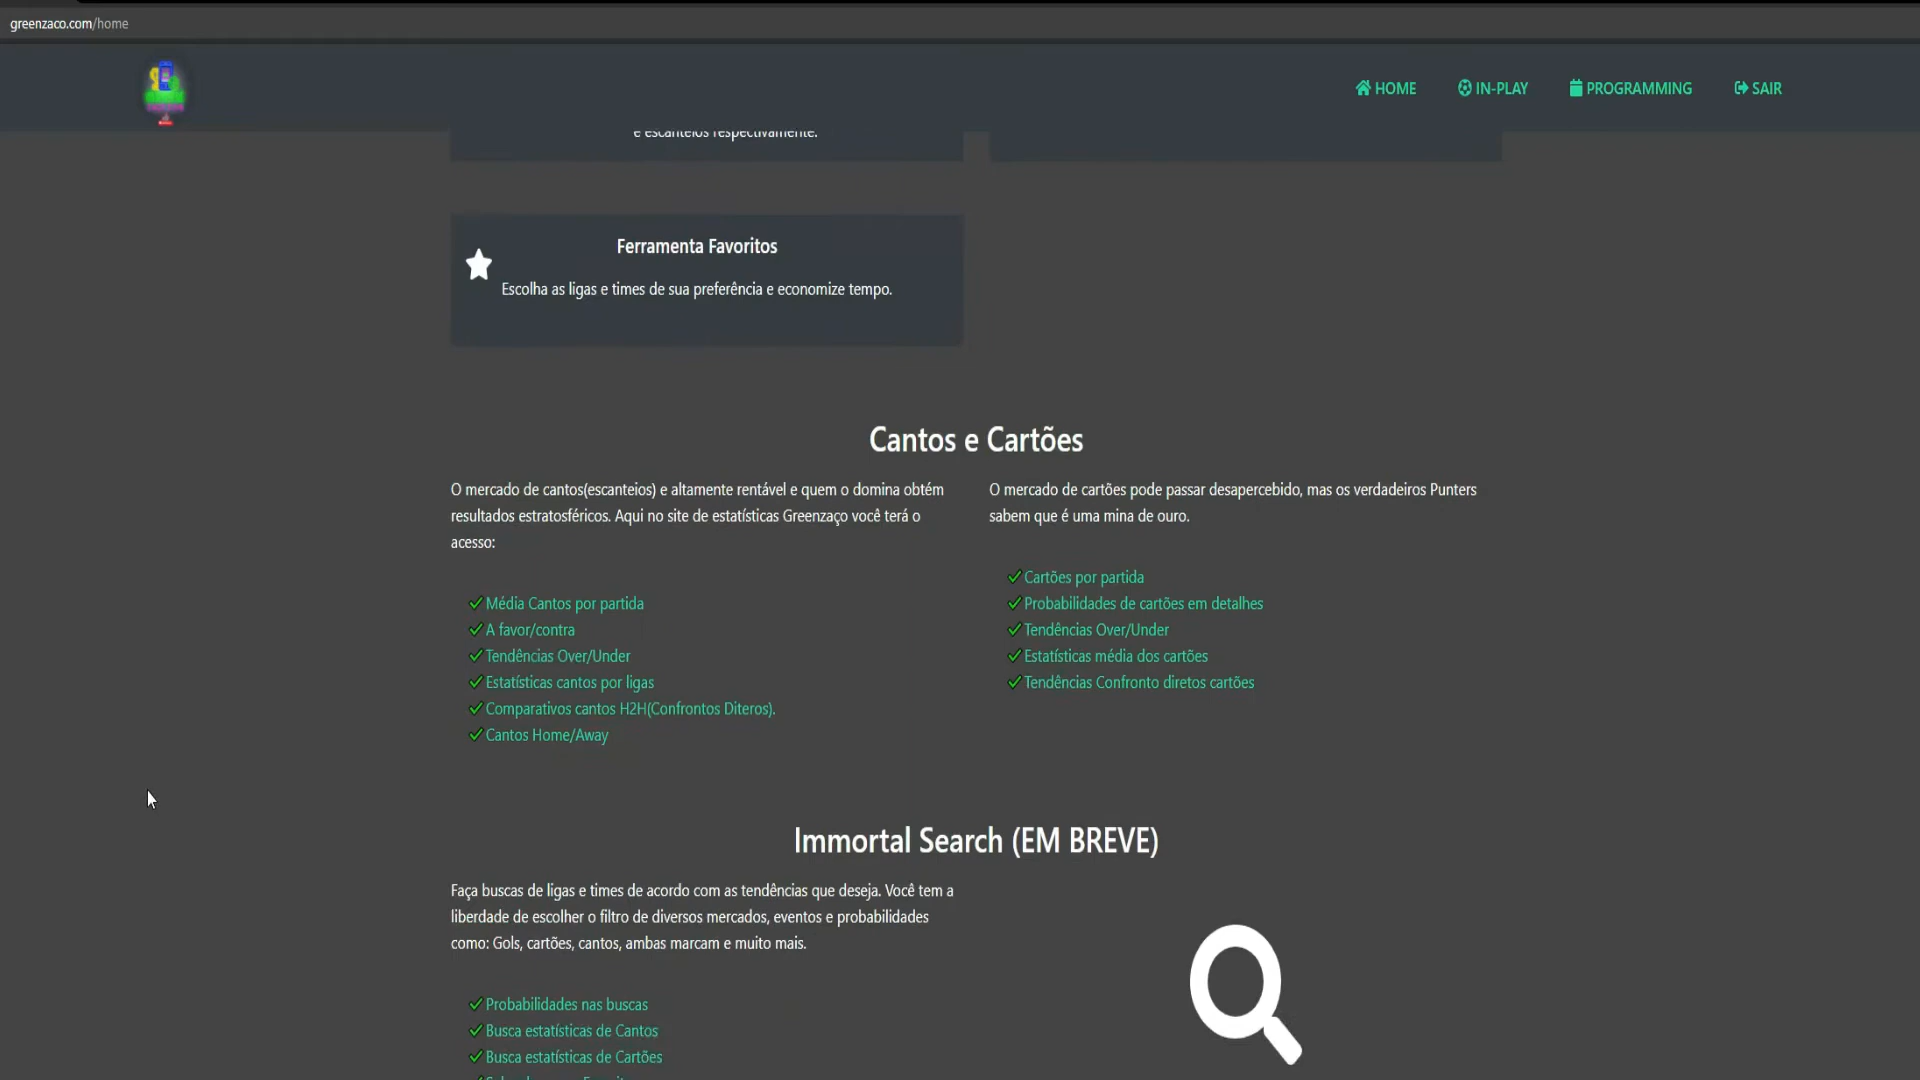 greenzaco.com/home
HOME
IN-PLAY
PROGRAMMING
SAIR
e escanteios respectivamente.
Ferramenta Favoritos
Escolha as ligas e times de sua preferência e economize tempo.
Cantos e Cartões
O mercado de cantos(escanteios) e altamente rentável e quem o domina obtém
resultados estratosféricos. Aqui no site de estatísticas Greenzaço você terá o
acesso:
Média Cantos por partida
A favor/contra
Tendências Over/Under
Estatísticas cantos por ligas
Comparativos cantos H2H(Confrontos Diteros).
Cantos Home/Away
O mercado de cartões pode passar desapercebido, mas os verdadeiros Punters
sabem que é uma mina de ouro.
Cartões por partida
Probabilidades de cartões em detalhes
Tendências Over/Under
Estatísticas média dos cartões
Tendências Confronto diretos cartões
Immortal Search (EM BREVE)
Faça buscas de ligas e times de acordo com as tendências que deseja. Você tem a
liberdade de escolher o filtro de diversos mercados, eventos e probabilidades
como: Gols, cartões, cantos, ambas marcam e muito mais.
Probabilidades nas buscas
Busca estatísticas de Cantos
Busca estatísticas de Cartões